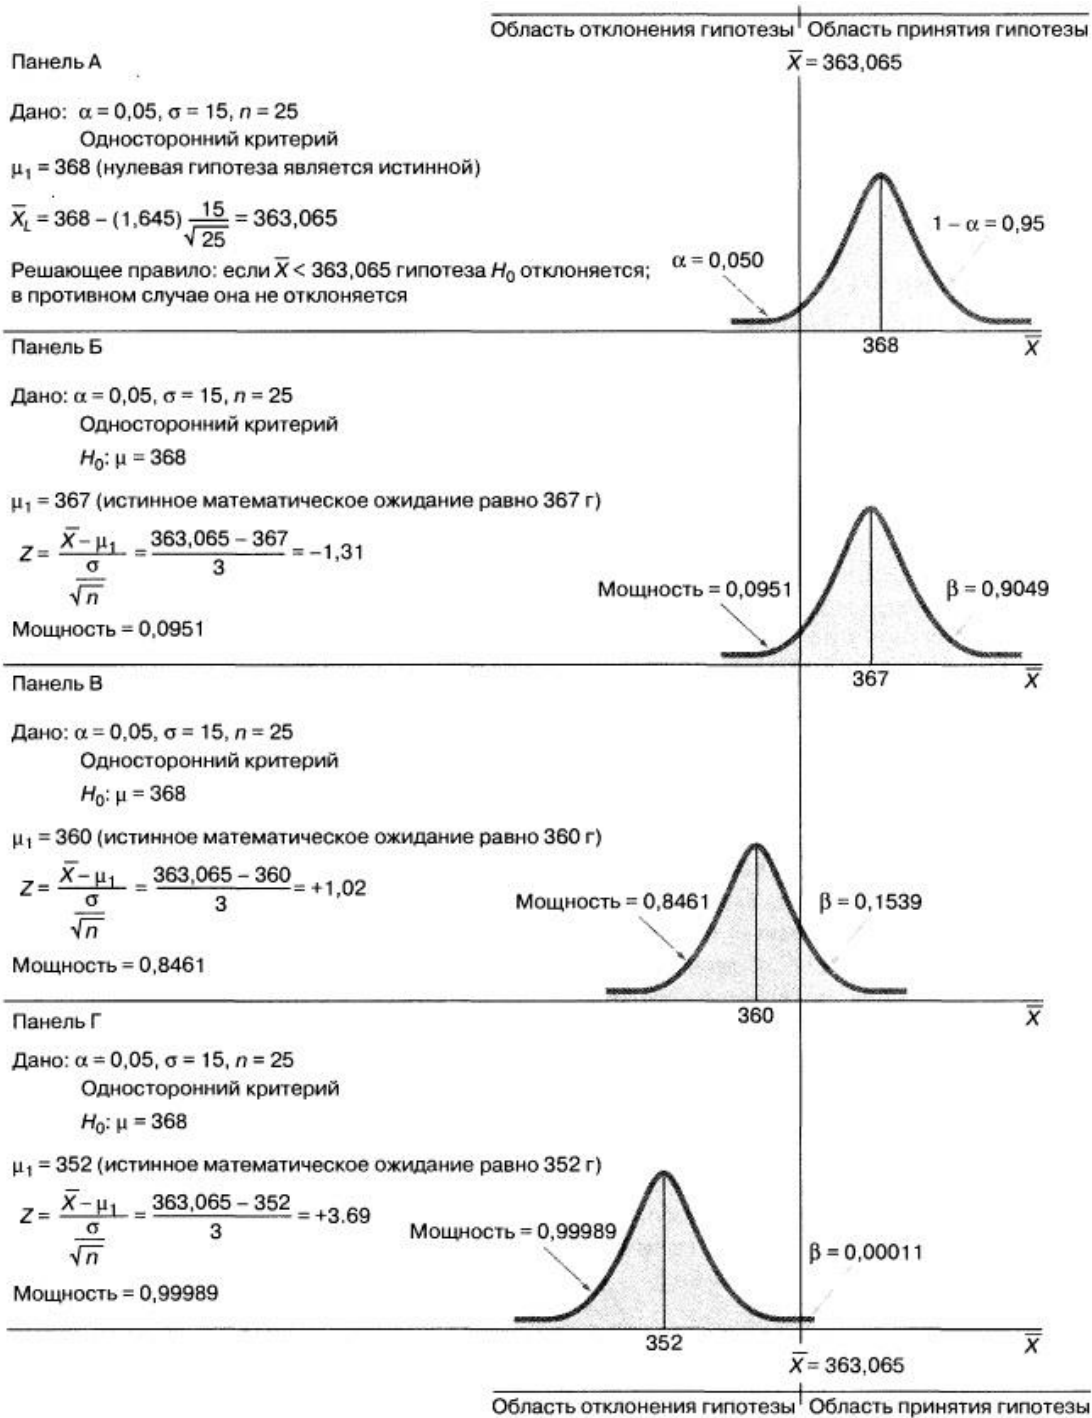 Область отклонения гипотезы Область принятия гипотезы
X̅ = 363,065
Панель А
Дано: α = 0,05, σ = 15, n = 25
Односторонний критерий
μ₁ = 368 (нулевая гипотеза является истинной)
X̅_L = 368 – (1,645) 15/√25 = 363,065
1 – α = 0,95
α = 0,050
Решающее правило: если X̅ < 363,065 гипотеза H₀ отклоняется;
в противном случае она не отклоняется
368 X̅
Панель Б
Дано: α = 0,05, σ = 15, n = 25
Односторонний критерий
H₀: μ = 368
μ₁ = 367 (истинное математическое ожидание равно 367 г)
Z = (X̅ – μ₁)/(σ/√n) = (363,065 – 367)/3 = –1,31
Мощность = 0,0951 β = 0,9049
Мощность = 0,0951
367 X̅
Панель В
Дано: α = 0,05, σ = 15, n = 25
Односторонний критерий
H₀: μ = 368
μ₁ = 360 (истинное математическое ожидание равно 360 г)
Z = (X̅ – μ₁)/(σ/√n) = (363,065 – 360)/3 = +1,02
Мощность = 0,8461 β = 0,1539
Мощность = 0,8461
360 X̅
Панель Г
Дано: α = 0,05, σ = 15, n = 25
Односторонний критерий
H₀: μ = 368
μ₁ = 352 (истинное математическое ожидание равно 352 г)
Z = (X̅ – μ₁)/(σ/√n) = (363,065 – 352)/3 = +3.69
Мощность = 0,99989 β = 0,00011
Мощность = 0,99989
352 X̅
X̅ = 363,065
Область отклонения гипотезы Область принятия гипотезы